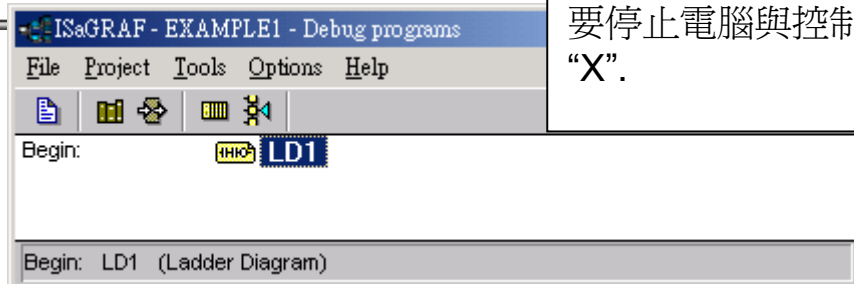 ISaGRAF - EXAMPLE1 - Debug programs
File Project Tools Options Help
Begin: LD1
Begin: LD1 (Ladder Diagram)
要停止電腦與控制
“X”.